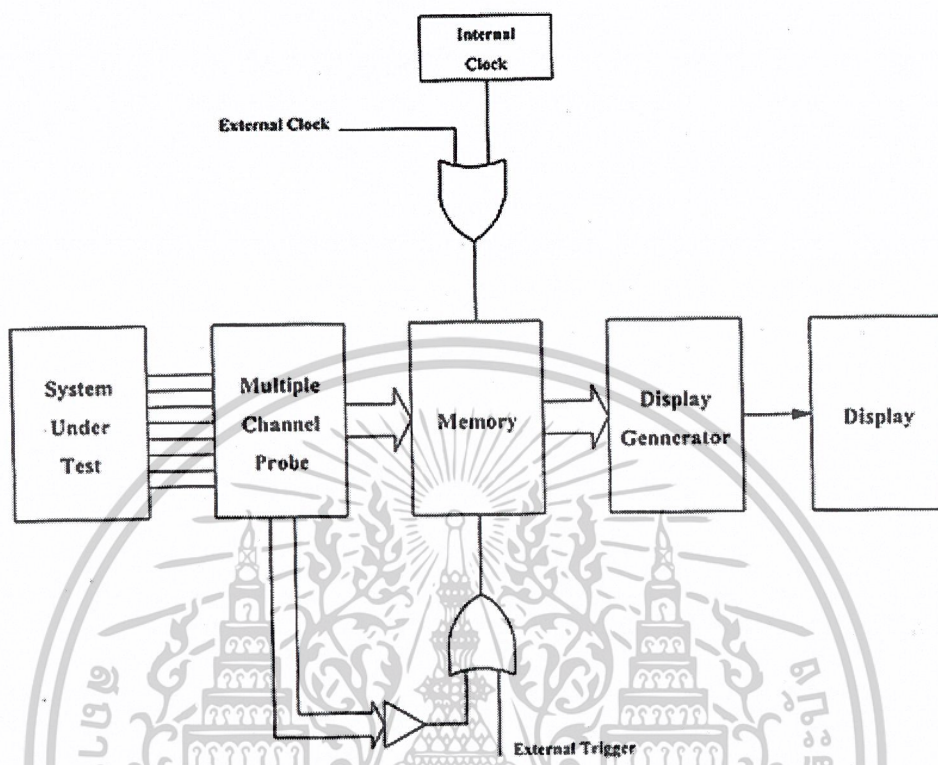 Internal
Clock
External Clock
System
Under
Test
Multiple
Channel
Probe
Memory
Display
Gennerator
Display
External Trigger